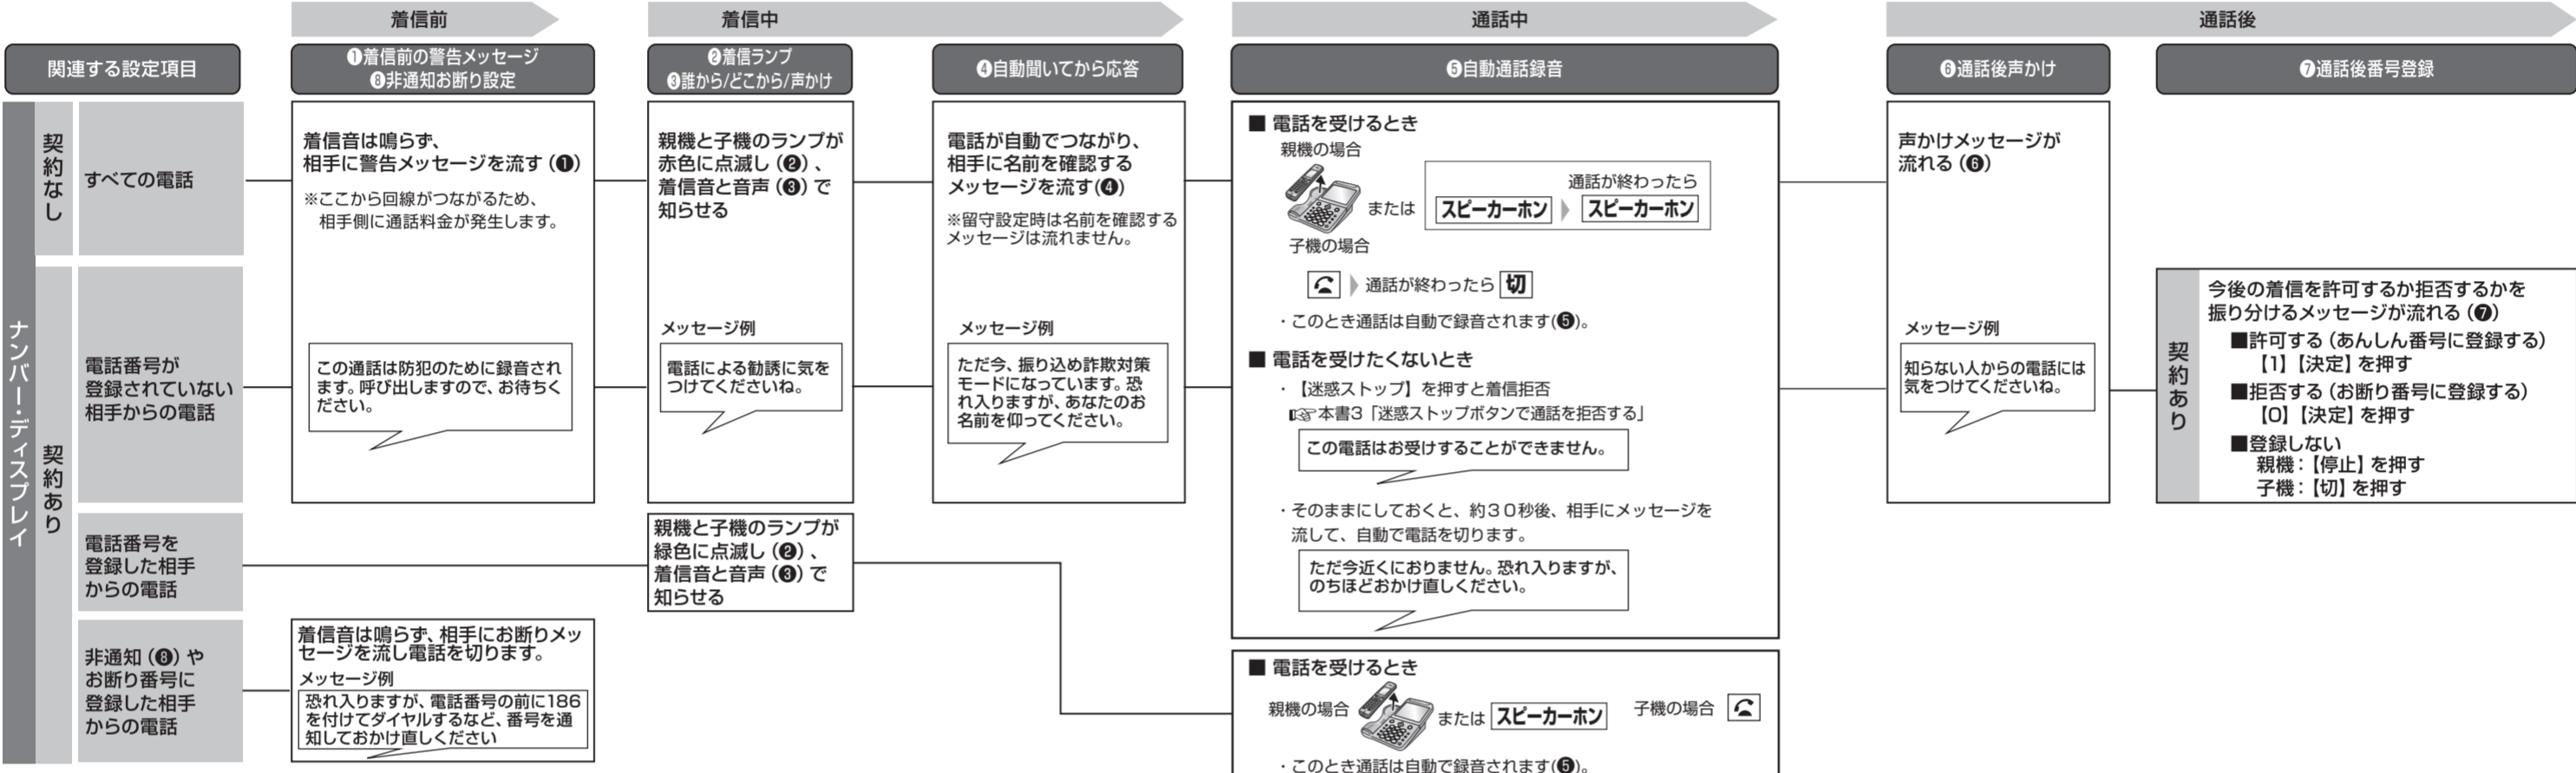 着信前
着信中
通話中
通話後
関連する設定項目
❶着信前の警告メッセージ
❽非通知お断り設定
❷着信ランプ
❸誰から/どこから/声かけ
❹自動聞いてから応答
❺自動通話録音
❻通話後声かけ
❼通話後番号登録
ナンバー・ディスプレイ
契約なし
すべての電話
契約あり
電話番号が
登録されていない
相手からの電話
電話番号を
登録した相手
からの電話
非通知（❽）や
お断り番号に
登録した相手
からの電話
着信音は鳴らず、
相手に警告メッセージを流す（❶）
※ここから回線がつながるため、
相手側に通話料金が発生します。
この通話は防犯のために録音され
ます。呼び出しますので、お待ちく
ださい。
着信音は鳴らず、相手にお断りメッ
セージを流し電話を切ります。
メッセージ例
恐れ入りますが、電話番号の前に186
を付けてダイヤルするなど、番号を通
知しておかけ直しください
親機と子機のランプが
赤色に点滅し（❷）、
着信音と音声（❸）で
知らせる
メッセージ例
電話による勧誘に気を
つけてくださいね。
親機と子機のランプが
緑色に点滅し（❷）、
着信音と音声（❸）で
知らせる
電話が自動でつながり、
相手に名前を確認する
メッセージを流す(❹)
※留守設定時は名前を確認する
メッセージは流れません。
メッセージ例
ただ今、振り込め詐欺対策
モードになっています。恐
れ入りますが、あなたのお
名前を仰ってください。
■ 電話を受けるとき
親機の場合
または
通話が終わったら
スピーカーホン
スピーカーホン
子機の場合
通話が終わったら 切
・このとき通話は自動で録音されます(❺)。
■ 電話を受けたくないとき
・【迷惑ストップ】を押すと着信拒否
☞本書3「迷惑ストップボタンで通話を拒否する」
この電話はお受けすることができません。
・そのままにしておくと、約30秒後、相手にメッセージを
流して、自動で電話を切ります。
ただ今近くにおりません。恐れ入りますが、
のちほどおかけ直しください。
■ 電話を受けるとき
親機の場合
または スピーカーホン
子機の場合
・このとき通話は自動で録音されます(❺)。
声かけメッセージが
流れる（❻）
メッセージ例
知らない人からの電話には
気をつけてくださいね。
契約あり
今後の着信を許可するか拒否するかを
振り分けるメッセージが流れる（❼）
■許可する（あんしん番号に登録する）
【1】【決定】を押す
■拒否する（お断り番号に登録する）
【0】【決定】を押す
■登録しない
親機：【停止】を押す
子機：【切】を押す